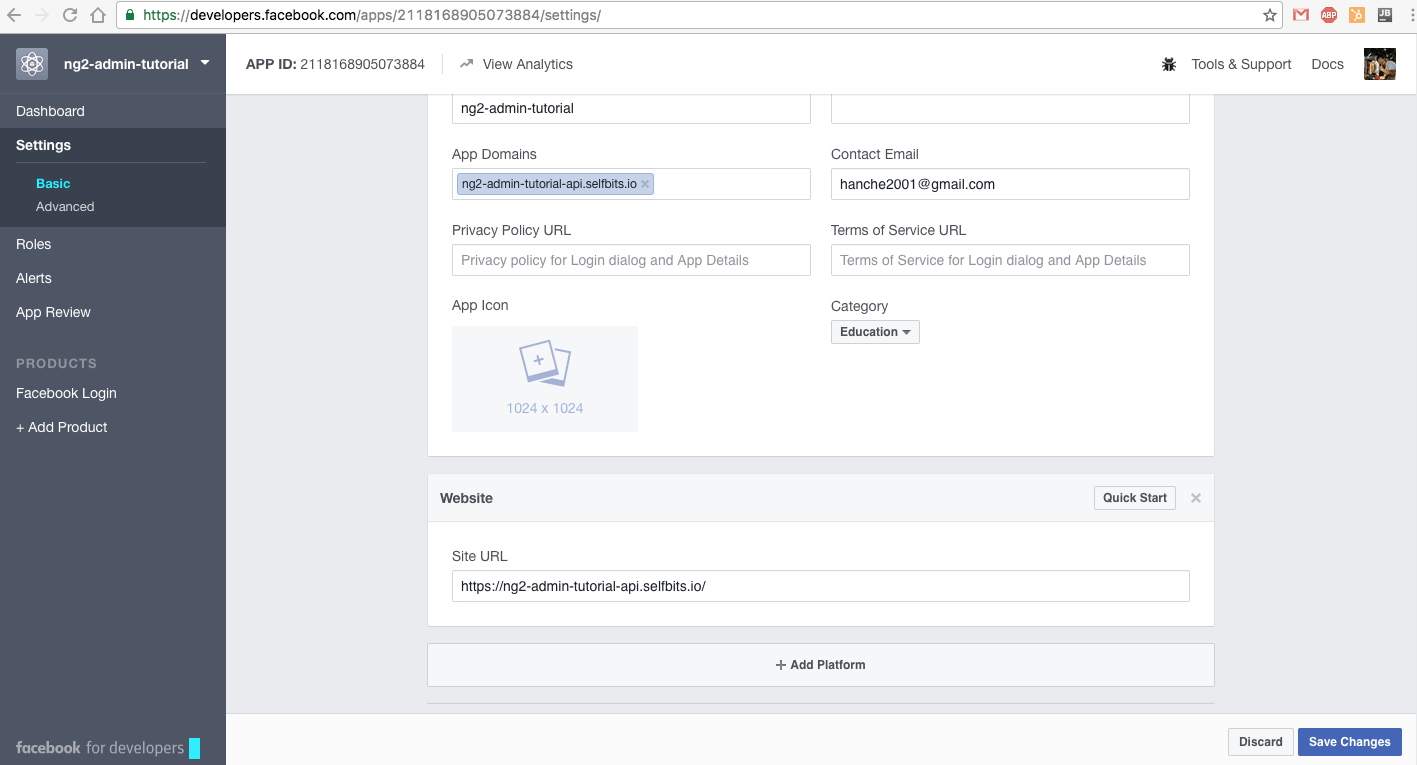 https://developers.facebook.com/apps/2118168905073884/settings/
ABP
JB
ng2-admin-tutorial
APP ID: 2118168905073884
View Analytics
Tools & Support
Docs
Dashboard
Settings
Basic
Advanced
Roles
Alerts
App Review
PRODUCTS
Facebook Login
+ Add Product
facebook for developers
ng2-admin-tutorial
App Domains
Contact Email
ng2-admin-tutorial-api.selfbits.io ×
hanche2001@gmail.com
Privacy Policy URL
Terms of Service URL
Privacy policy for Login dialog and App Details
Terms of Service for Login dialog and App Details
App Icon
Category
Education
1024 x 1024
Website
Quick Start
×
Site URL
https://ng2-admin-tutorial-api.selfbits.io/
+ Add Platform
Discard
Save Changes